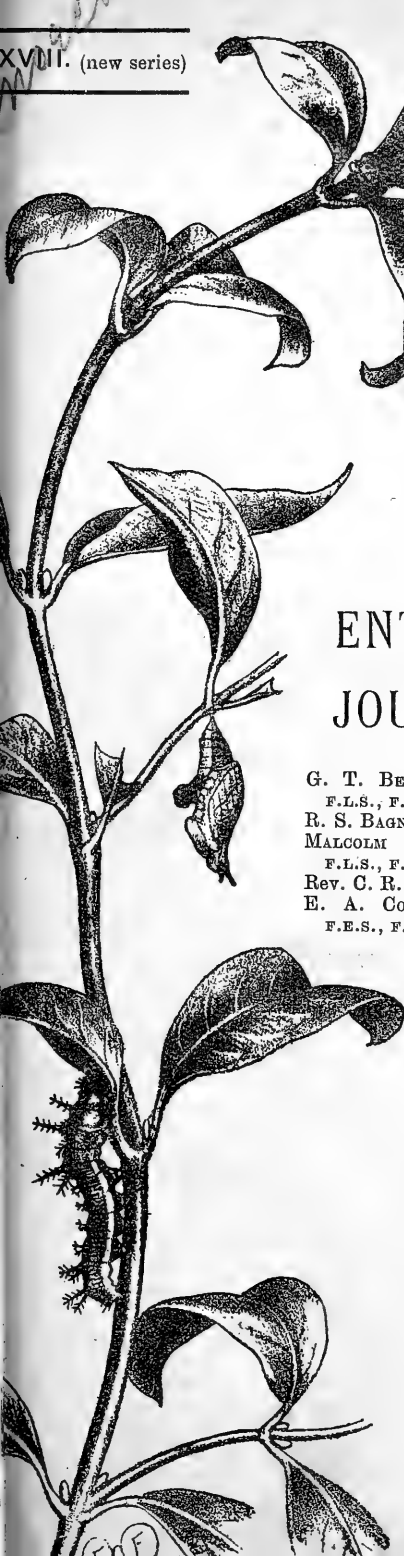 XVIII. (new series)
ENT
JOU
G. T. BE
F.L.S., F.
R. S. BAGN
MALCOLM
F.L.S., F.
Rev. C. R.
E. A. Co
F.E.S., F.